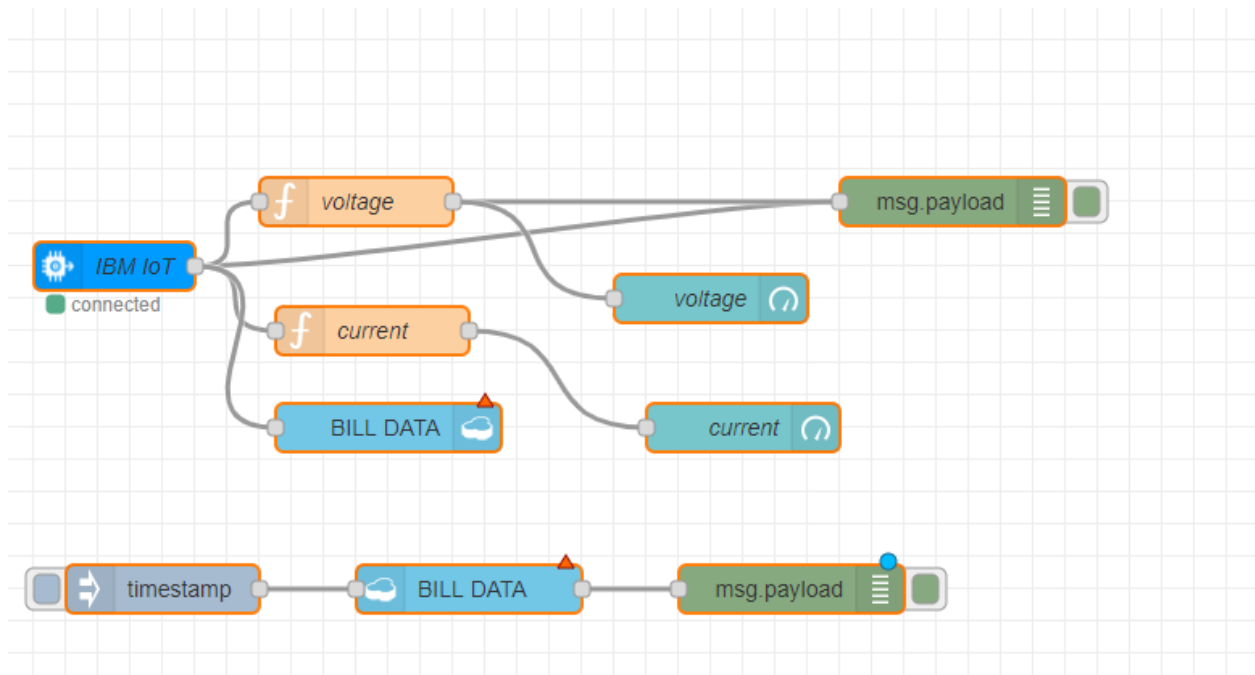 voltage
msg.payload
IBM IoT
connected
voltage
current
BILL DATA
current
timestamp
BILL DATA
msg.payload